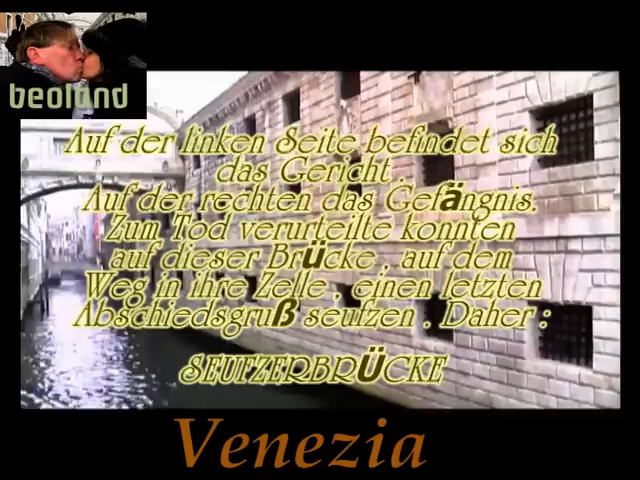 beoland
Auf der linken Seite befindet sich
das Gericht .
Auf der rechten das Gefängnis.
Zum Tod verurteilte konnten
auf dieser Brücke , auf dem
Weg in ihre Zelle , einen letzten
Abschiedsgruß seufzen . Daher :
SEUFZERBRÜCKE
Venezia